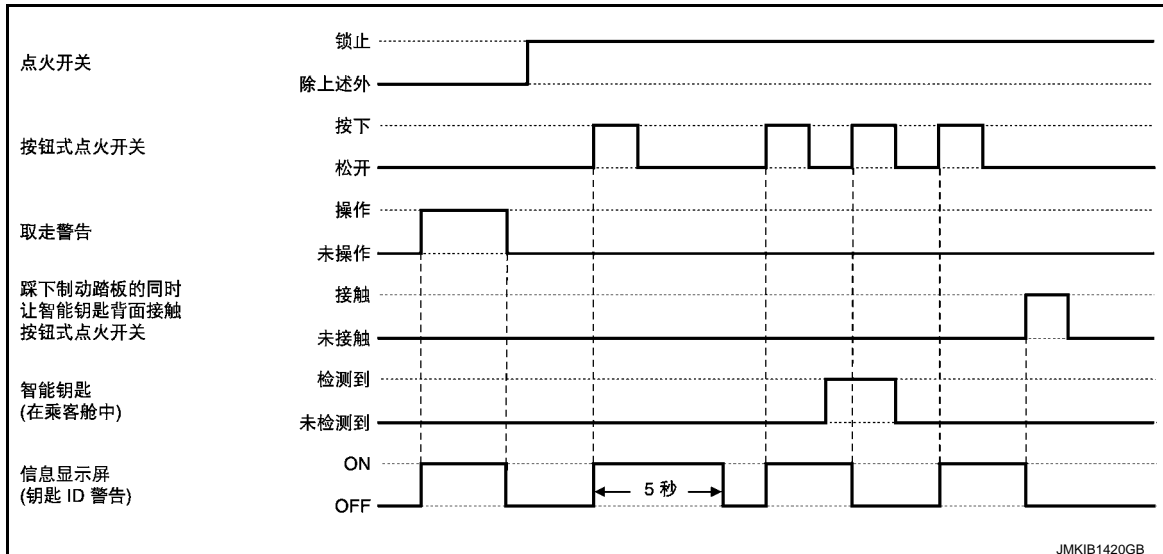 点火开关
锁止
除上述外
按钮式点火开关
按下
松开
取走警告
操作
未操作
踩下制动踏板的同时
让智能钥匙背面接触
按钮式点火开关
接触
未接触
智能钥匙
(在乘客舱中)
检测到
未检测到
信息显示屏
(钥匙 ID 警告)
ON
OFF
5 秒
JMKIB1420GB